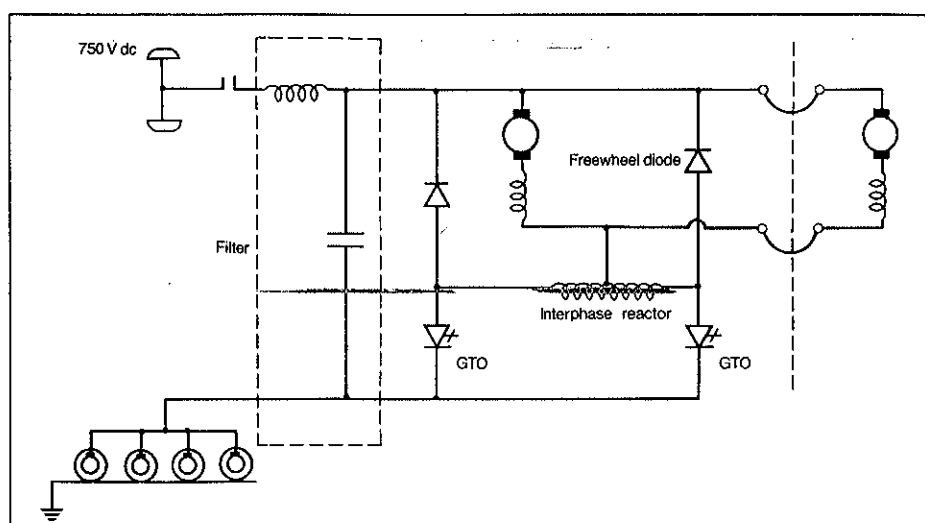 750 V dc
Freewheel diode
Filter
Interphase reactor
GTO
GTO